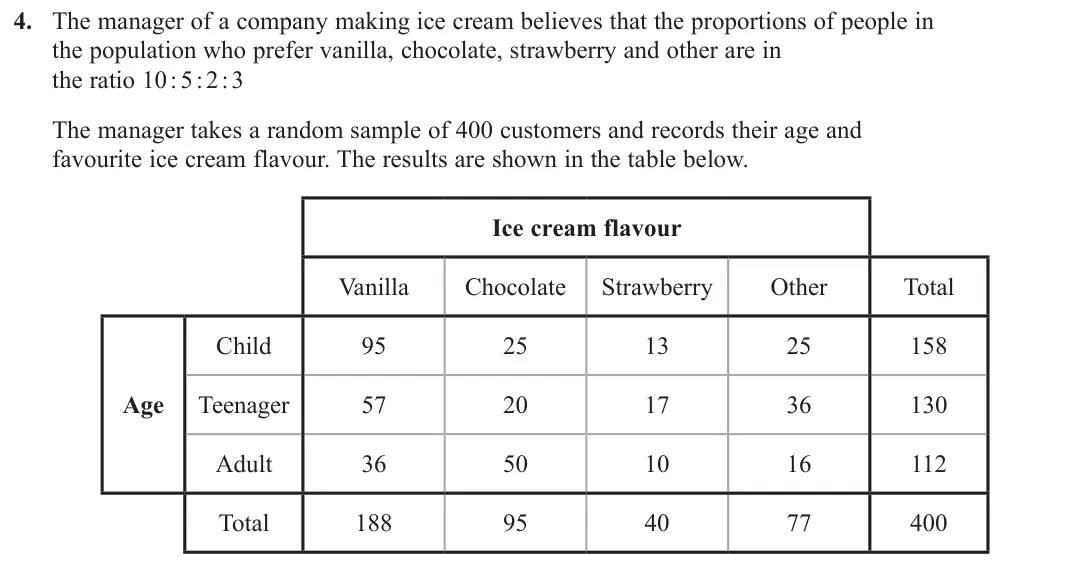 4. The manager of a company making ice cream believes that the proportions of people in
the population who prefer vanilla, chocolate, strawberry and other are in
the ratio 10 : 5 : 2 : 3
The manager takes a random sample of 400 customers and records their age and
favourite ice cream flavour. The results are shown in the table below.
Ice cream flavour
Vanilla Chocolate Strawberry Other Total
Child 95 25 13 25 158
Age Teenager 57 20 17 36 130
Adult 36 50 10 16 112
Total 188 95 40 77 400